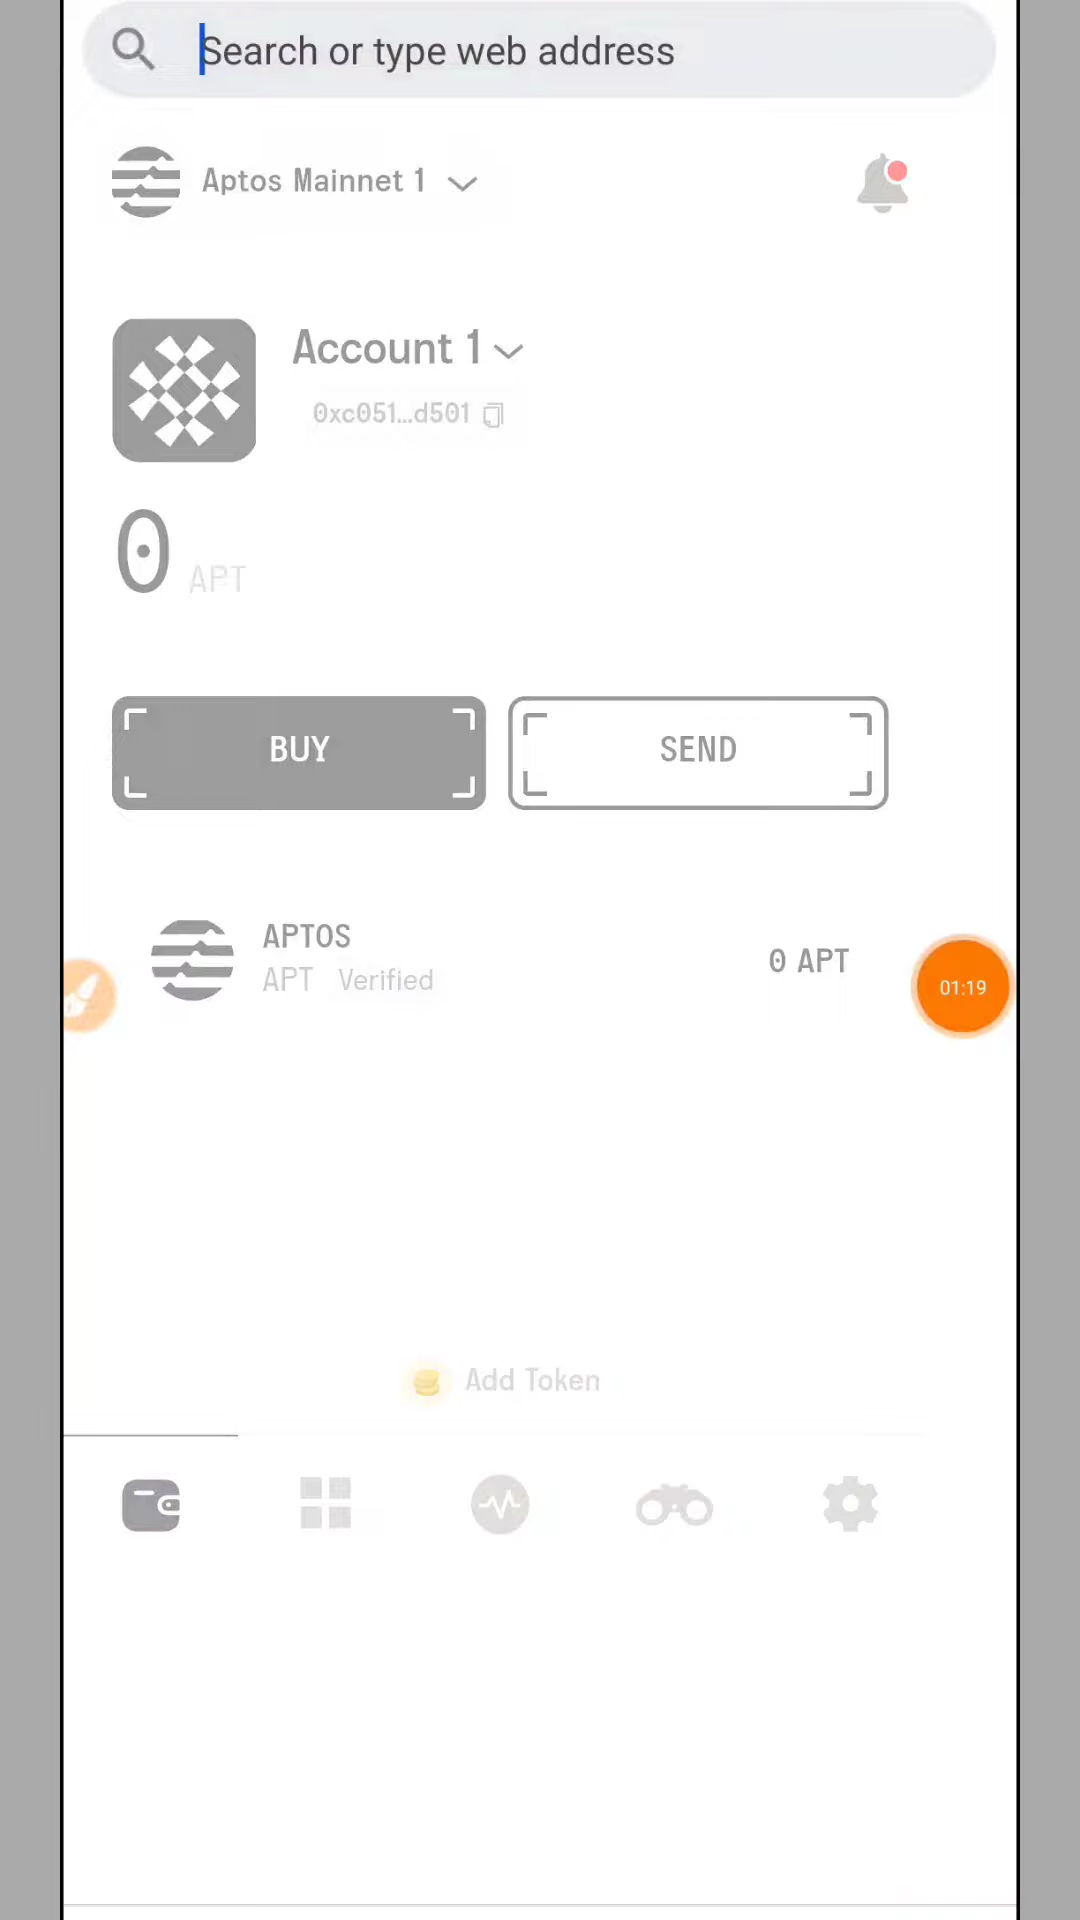 Search or type web address
Aptos Mainnet 1
Account 1
0xc051...d501
0 APT
BUY
SEND
APTOS
APT Verified
0 APT
01:19
Add Token